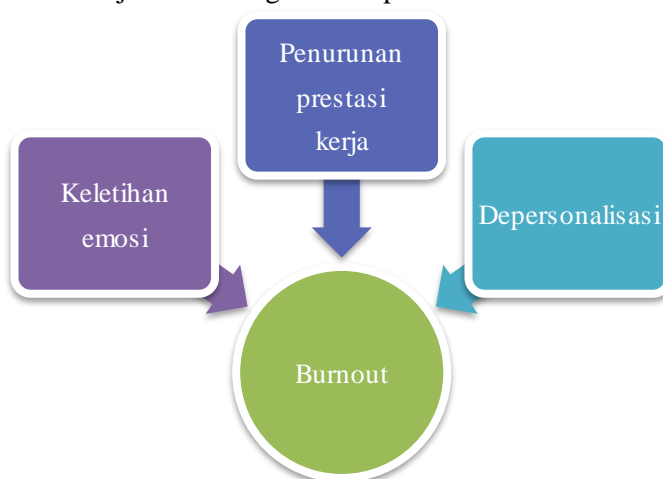 Penurunan
prestasi
kerja
Keletihan
emosi
Depersonalisasi
Burnout